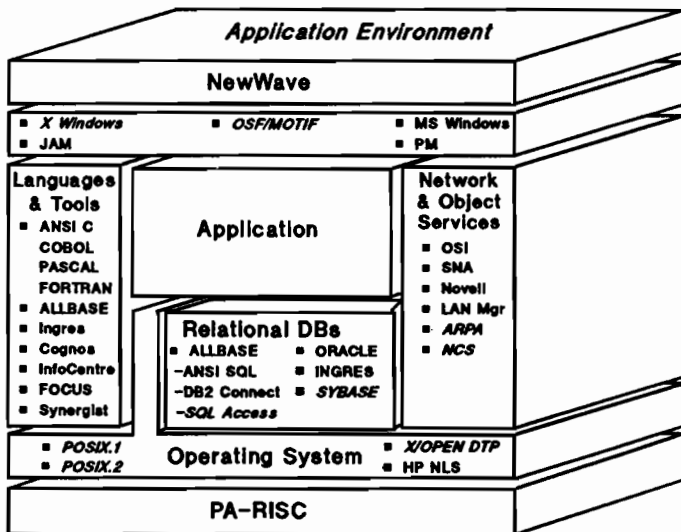 Application Environment
NewWave
▪ X Windows ▪ OSF/MOTIF ▪ MS Windows
▪ JAM ▪ PM
Languages
& Tools
▪ ANSI C
COBOL
PASCAL
FORTRAN
▪ ALLBASE
▪ Ingres
▪ Cognos
▪ InfoCentre
▪ FOCUS
▪ Synergist
Application
Relational DBs
▪ ALLBASE ▪ ORACLE
-ANSI SQL ▪ INGRES
-DB2 Connect ▪ SYBASE
-SQL Access
Network
& Object
Services
▪ OSI
▪ SNA
▪ Novell
▪ LAN Mgr
▪ ARPA
▪ NCS
▪ POSIX.1 ▪ X/OPEN DTP
▪ POSIX.2 Operating System ▪ HP NLS
PA-RISC